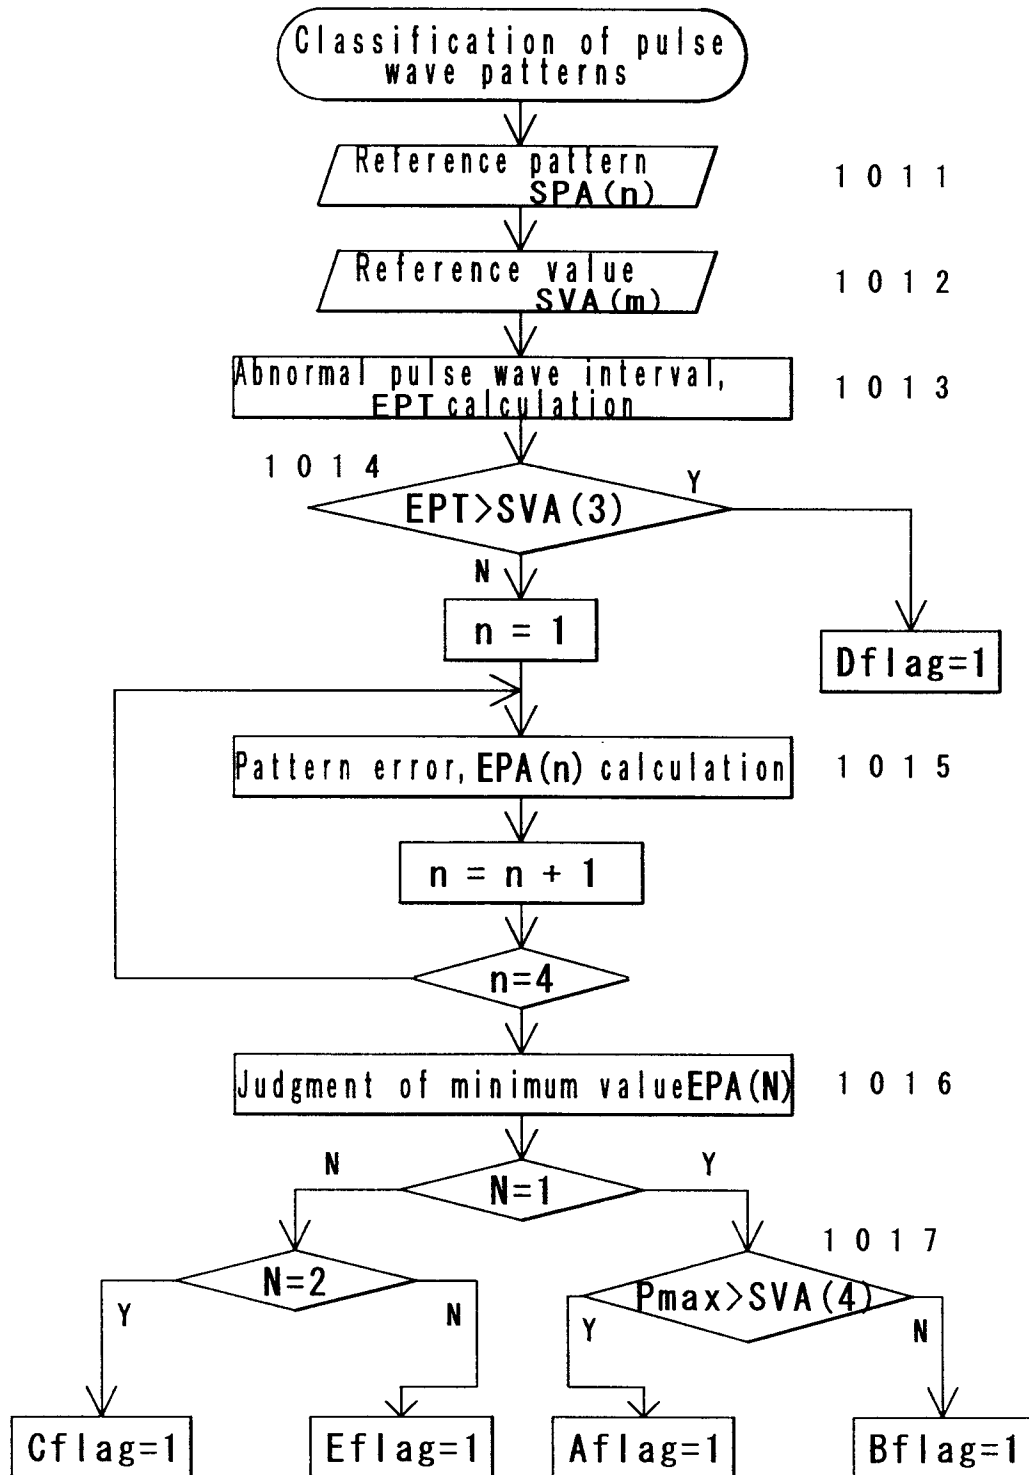 Classification of pulse
wave patterns
Reference pattern
SPA(n)
1011
Reference value
SVA(m)
1012
Abnormal pulse wave interval,
EPT calculation
1013
1014
EPT>SVA(3)
Y
N
n = 1
Dflag=1
Pattern error, EPA(n) calculation
1015
n = n + 1
n=4
Judgment of minimum value EPA(N)
1016
N
N=1
Y
1017
N=2
Pmax>SVA(4)
Y
N
Y
N
Cflag=1
Eflag=1
Aflag=1
Bflag=1